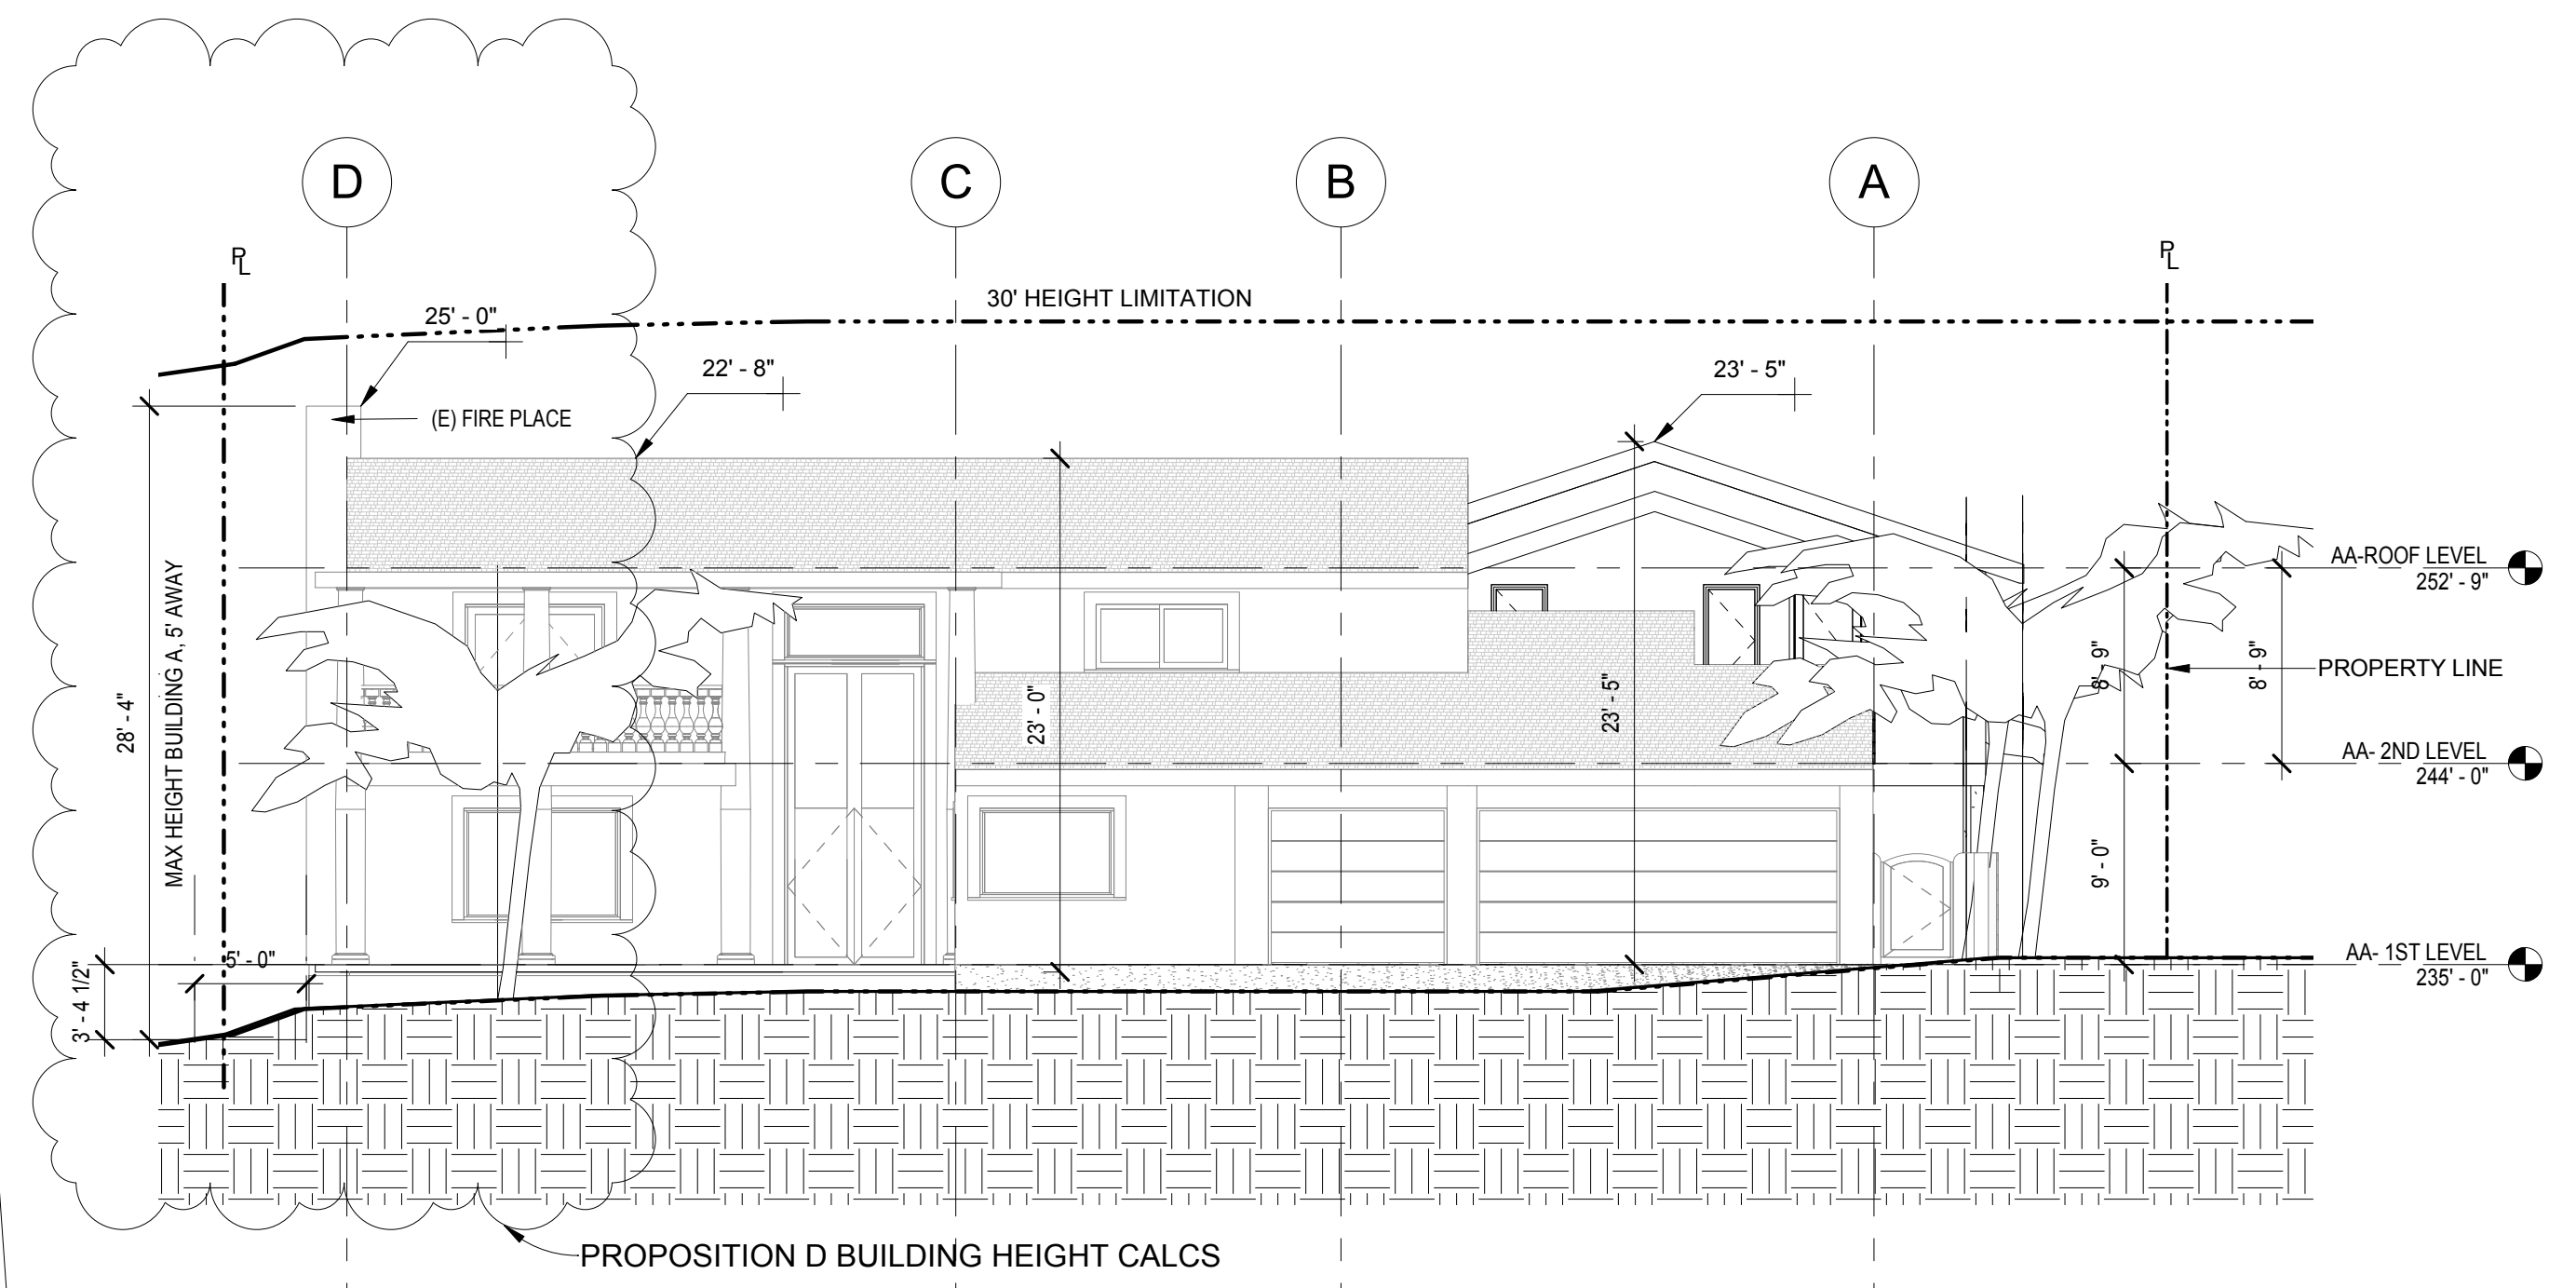 D
C
B
A
PL
PL
30' HEIGHT LIMITATION
25' - 0"
22' - 8"
23' - 5"
(E) FIRE PLACE
AA-ROOF LEVEL
252' - 9"
MAX HEIGHT BUILDING A, 5' AWAY
28' - 4"
23' - 0"
23' - 5"
8' - 9"
8' - 9"
PROPERTY LINE
AA- 2ND LEVEL
244' - 0"
9' - 0"
AA- 1ST LEVEL
235' - 0"
5' - 0"
3' - 4 1/2"
PROPOSITION D BUILDING HEIGHT CALCS